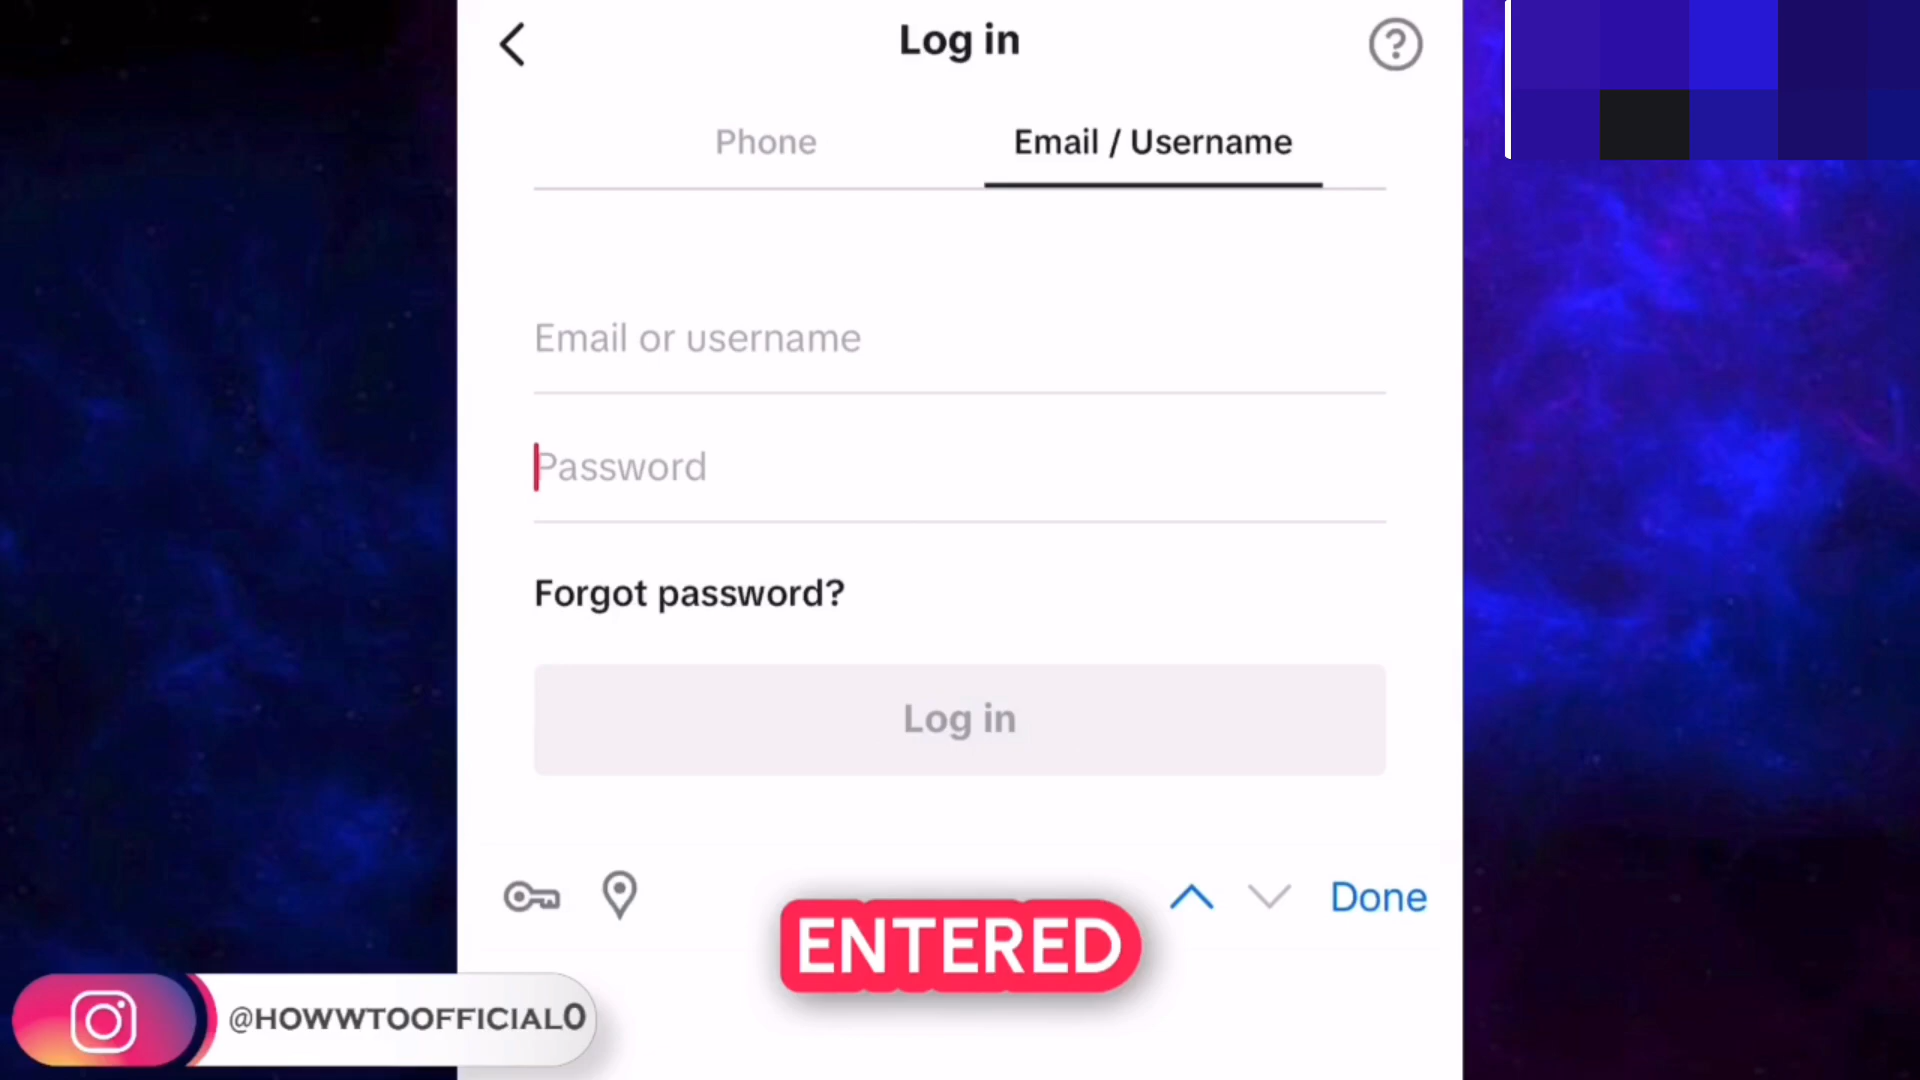 Log in
Phone
Email / Username
Email or username
Password
Forgot password?
Log in
Done
ENTERED
@HOWWTOOFFICIAL0